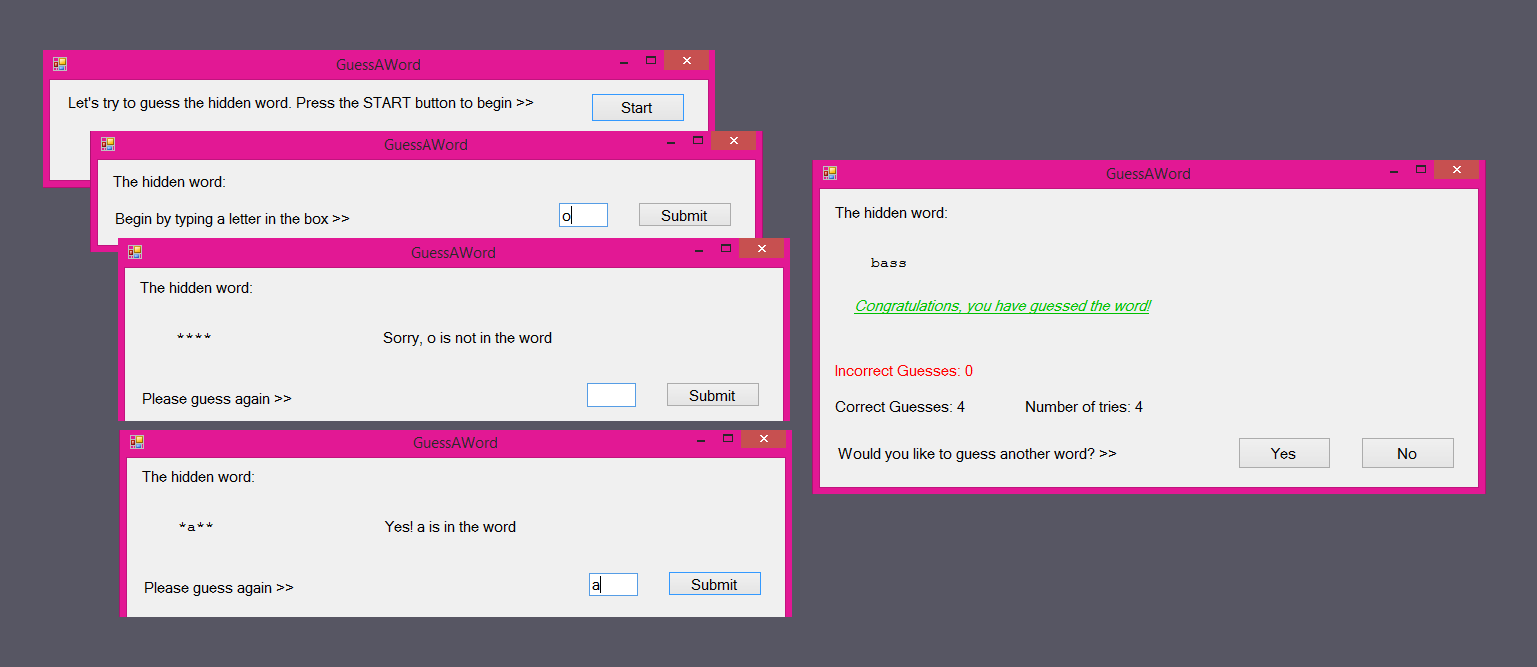 GuessAWord
Let's try to guess the hidden word. Press the START button to begin >> Start
GuessAWord
The hidden word:
Begin by typing a letter in the box >> o Submit
GuessAWord
The hidden word:
**** Sorry, o is not in the word
Please guess again >> Submit
GuessAWord
The hidden word:
*a** Yes! a is in the word
Please guess again >> a Submit
GuessAWord
The hidden word:
bass
Congratulations, you have guessed the word!
Incorrect Guesses: 0
Correct Guesses: 4 Number of tries: 4
Would you like to guess another word? >> Yes No